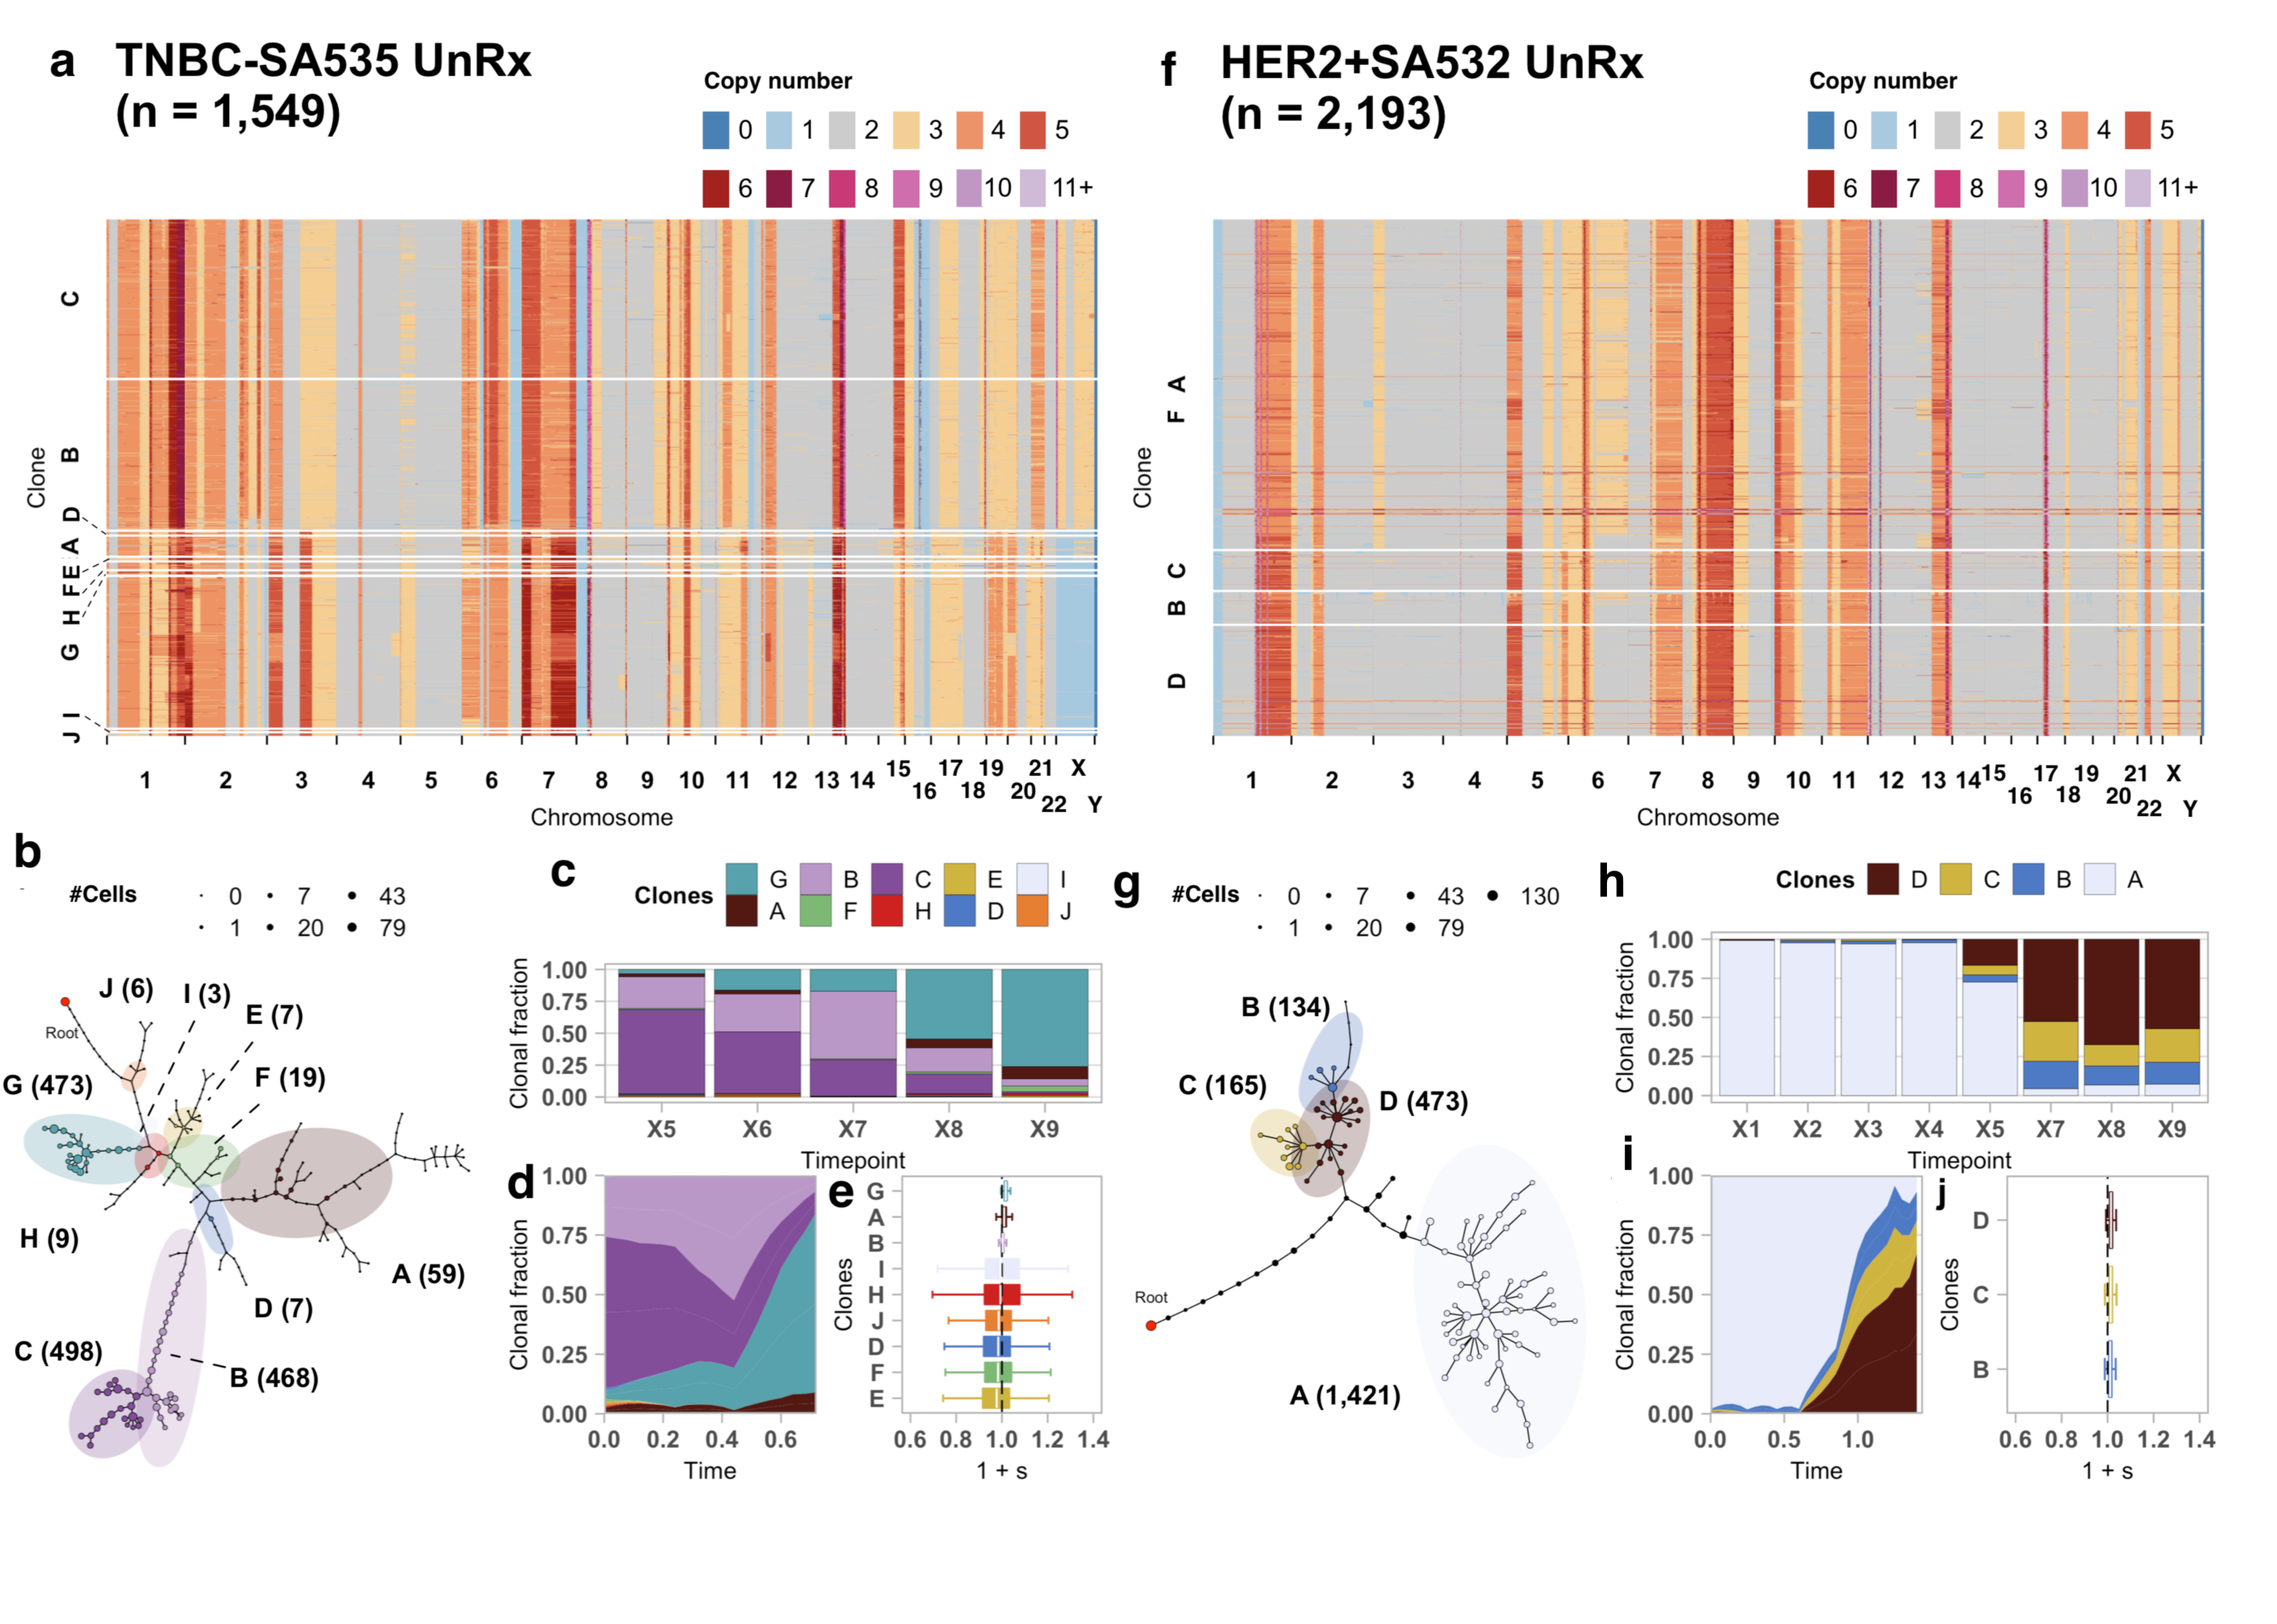 a TNBC-SA535 UnRx
(n = 1,549)
Copy number
0 1 2 3 4 5
6 7 8 9 10 11+
Clone
C
B
D
A
E
F
H
G
I
J
1 2 3 4 5 6 7 8 9 10 11 12 13 14 15 16 17 18 19 20 21 22 X Y
Chromosome
f HER2+SA532 UnRx
(n = 2,193)
Copy number
0 1 2 3 4 5
6 7 8 9 10 11+
Clone
A
F
C
B
D
1 2 3 4 5 6 7 8 9 10 11 12 13 14 15 16 17 18 19 20 21 22 X Y
Chromosome
b
#Cells 0 7 43
1 20 79
J (6)
I (3)
E (7)
Root
F (19)
G (473)
H (9)
A (59)
D (7)
C (498)
B (468)
c
Clones G B C E I
A F H D J
Clonal fraction
1.00
0.75
0.50
0.25
0.00
X5 X6 X7 X8 X9
Timepoint
d
Clonal fraction
1.00
0.75
0.50
0.25
0.00
0.0 0.2 0.4 0.6
Time
e
Clones
G
A
B
I
H
J
D
F
E
0.6 0.8 1.0 1.2 1.4
1 + s
g
#Cells 0 7 43 130
1 20 79
B (134)
C (165)
D (473)
Root
A (1,421)
h
Clones D C B A
Clonal fraction
1.00
0.75
0.50
0.25
0.00
X1 X2 X3 X4 X5 X7 X8 X9
Timepoint
i
Clonal fraction
1.00
0.75
0.50
0.25
0.00
0.0 0.5 1.0
Time
j
Clones
D
C
B
0.6 0.8 1.0 1.2 1.4
1 + s